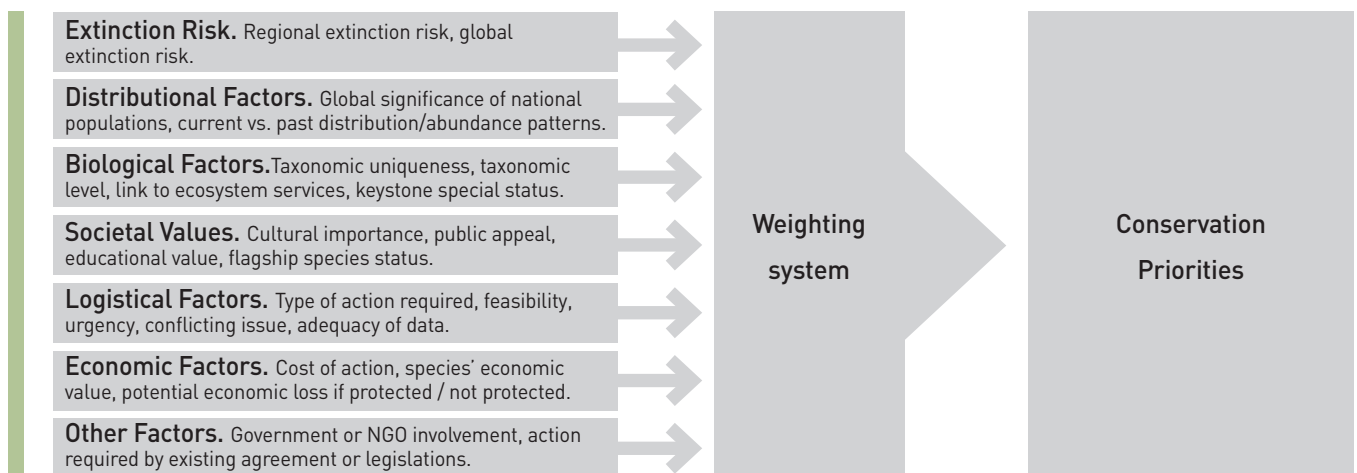 Extinction Risk. Regional extinction risk, global
extinction risk.
Distributional Factors. Global significance of national
populations, current vs. past distribution/abundance patterns.
Biological Factors.Taxonomic uniqueness, taxonomic
level, link to ecosystem services, keystone special status.
Societal Values. Cultural importance, public appeal,
educational value, flagship species status.
Logistical Factors. Type of action required, feasibility,
urgency, conflicting issue, adequacy of data.
Economic Factors. Cost of action, species’ economic
value, potential economic loss if protected / not protected.
Other Factors. Government or NGO involvement, action
required by existing agreement or legislations.
Weighting
system
Conservation
Priorities